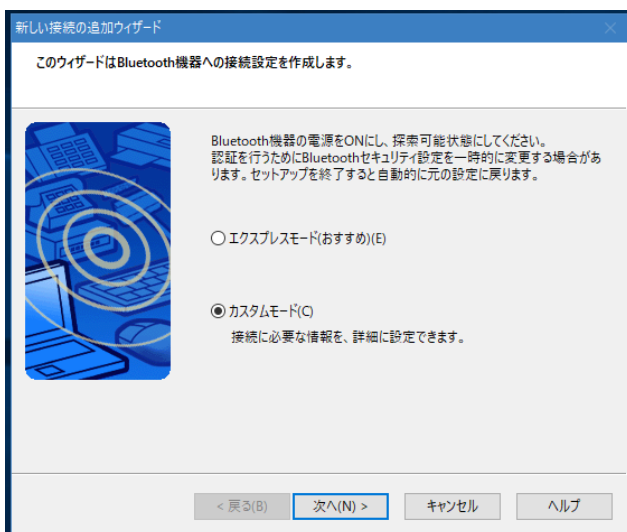 新しい接続の追加ウィザード
このウィザードはBluetooth機器への接続設定を作成します。
Bluetooth機器の電源をONにし、探索可能状態にしてください。
認証を行うためにBluetoothセキュリティ設定を一時的に変更する場合があ
ります。セットアップを終了すると自動的に元の設定に戻ります。
エクスプレスモード(おすすめ)(E)
カスタムモード(C)
接続に必要な情報を、詳細に設定できます。
< 戻る(B) 次へ(N) > キャンセル ヘルプ